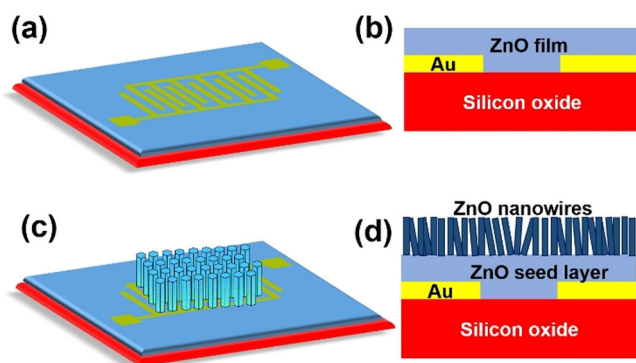 (a)
(b)
ZnO film
Au
Silicon oxide
(c)
(d)
ZnO nanowires
ZnO seed layer
Au
Silicon oxide